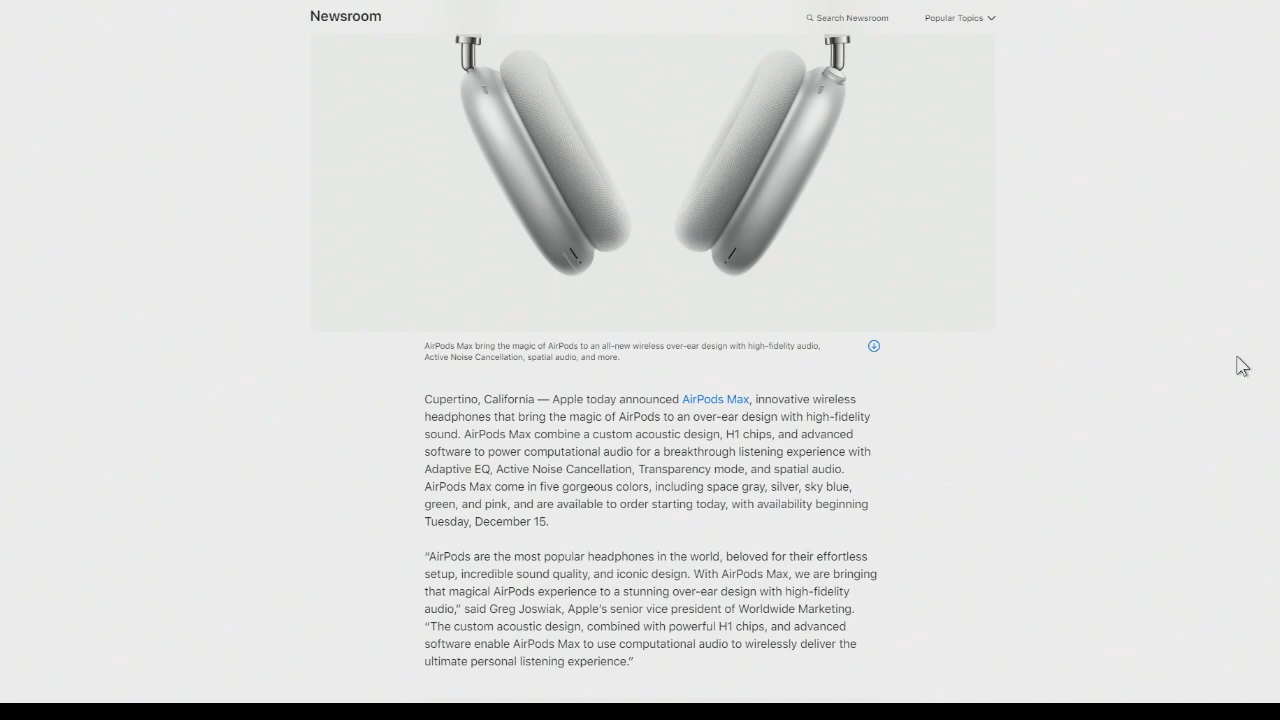 Newsroom
Search Newsroom
Popular Topics
AirPods Max bring the magic of AirPods to an all-new wireless over-ear design with high-fidelity audio,
Active Noise Cancellation, spatial audio, and more.
Cupertino, California — Apple today announced AirPods Max, innovative wireless
headphones that bring the magic of AirPods to an over-ear design with high-fidelity
sound. AirPods Max combine a custom acoustic design, H1 chips, and advanced
software to power computational audio for a breakthrough listening experience with
Adaptive EQ, Active Noise Cancellation, Transparency mode, and spatial audio.
AirPods Max come in five gorgeous colors, including space gray, silver, sky blue,
green, and pink, and are available to order starting today, with availability beginning
Tuesday, December 15.
“AirPods are the most popular headphones in the world, beloved for their effortless
setup, incredible sound quality, and iconic design. With AirPods Max, we are bringing
that magical AirPods experience to a stunning over-ear design with high-fidelity
audio,” said Greg Joswiak, Apple’s senior vice president of Worldwide Marketing.
“The custom acoustic design, combined with powerful H1 chips, and advanced
software enable AirPods Max to use computational audio to wirelessly deliver the
ultimate personal listening experience.”